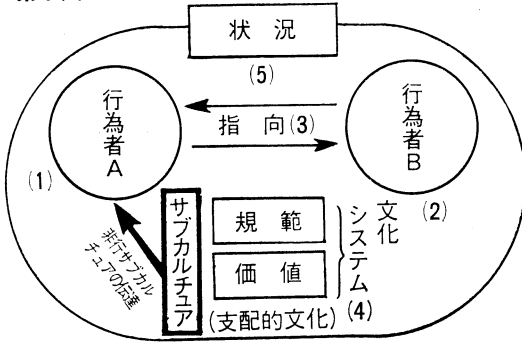 状況
(5)
行為者A
行為者B
指向(3)
(1)
(2)
サブカルチュア
非行サブカル
チュアの伝達
規範
価値
文化
システム
(4)
(支配的文化)